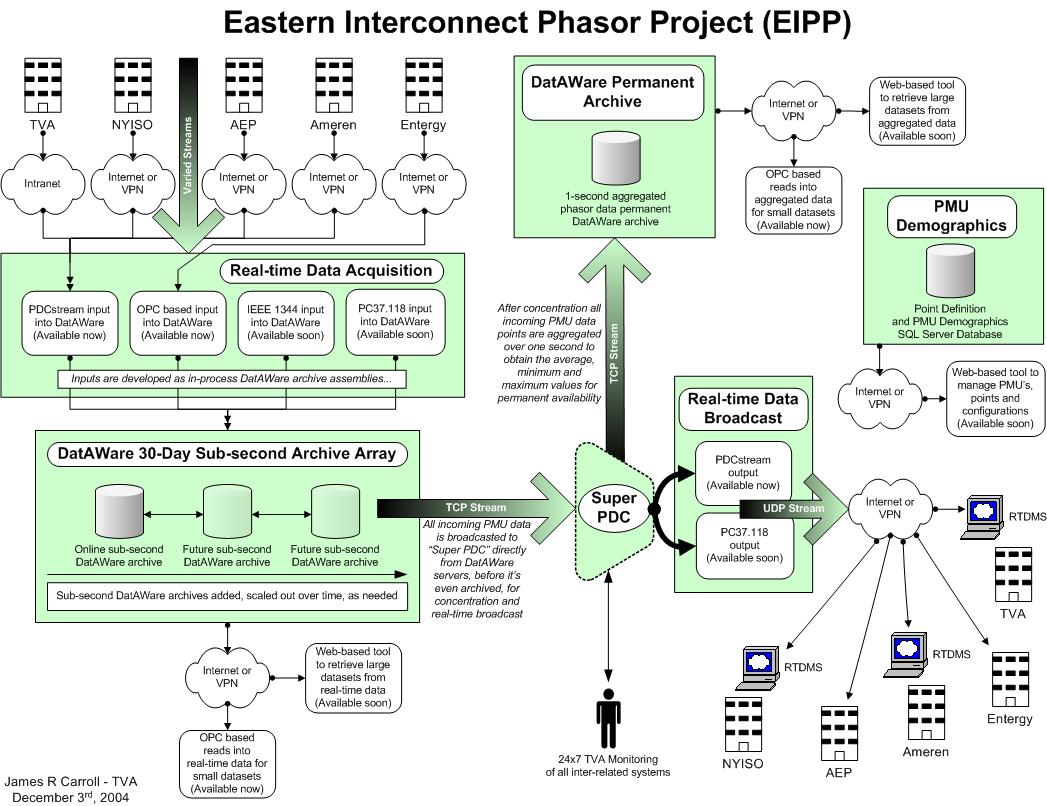 Eastern Interconnect Phasor Project (EIPP)
TVA
NYISO
AEP
Ameren
Entergy
Varied Streams
Intranet
Internet or
VPN
Internet or
VPN
Internet or
VPN
Internet or
VPN
Real-time Data Acquisition
PDCstream input
into DatAWare
(Available now)
OPC based input
into DatAWare
(Available now)
IEEE 1344 input
into DatAWare
(Available soon)
PC37.118 input
into DatAWare
(Available soon)
Inputs are developed as in-process DatAWare archive assemblies...
DatAWare 30-Day Sub-second Archive Array
Online sub-second
DatAWare archive
Future sub-second
DatAWare archive
Future sub-second
DatAWare archive
Sub-second DatAWare archives added, scaled out over time, as needed
Internet or
VPN
Web-based tool
to retrieve large
datasets from
real-time data
(Available soon)
OPC based
reads into
real-time data for
small datasets
(Available now)
James R Carroll - TVA
December 3rd, 2004
TCP Stream
All incoming PMU data
is broadcasted to
“Super PDC” directly
from DatAWare
servers, before it’s
even archived, for
concentration and
real-time broadcast
Super
PDC
24x7 TVA Monitoring
of all inter-related systems
TCP Stream
After concentration all
incoming PMU data
points are aggregated
over one second to
obtain the average,
minimum and
maximum values for
permanent availability
DatAWare Permanent
Archive
1-second aggregated
phasor data permanent
DatAWare archive
Internet or
VPN
Web-based tool
to retrieve large
datasets from
aggregated data
(Available soon)
OPC based
reads into
aggregated data
for small datasets
(Available now)
PMU
Demographics
Point Definition
and PMU Demographics
SQL Server Database
Internet or
VPN
Web-based tool to
manage PMU’s,
points and
configurations
(Available soon)
Real-time Data
Broadcast
PDCstream
output
(Available now)
PC37.118
output
(Available soon)
UDP Stream
Internet or
VPN
RTDMS
TVA
RTDMS
NYISO
AEP
RTDMS
Ameren
Entergy